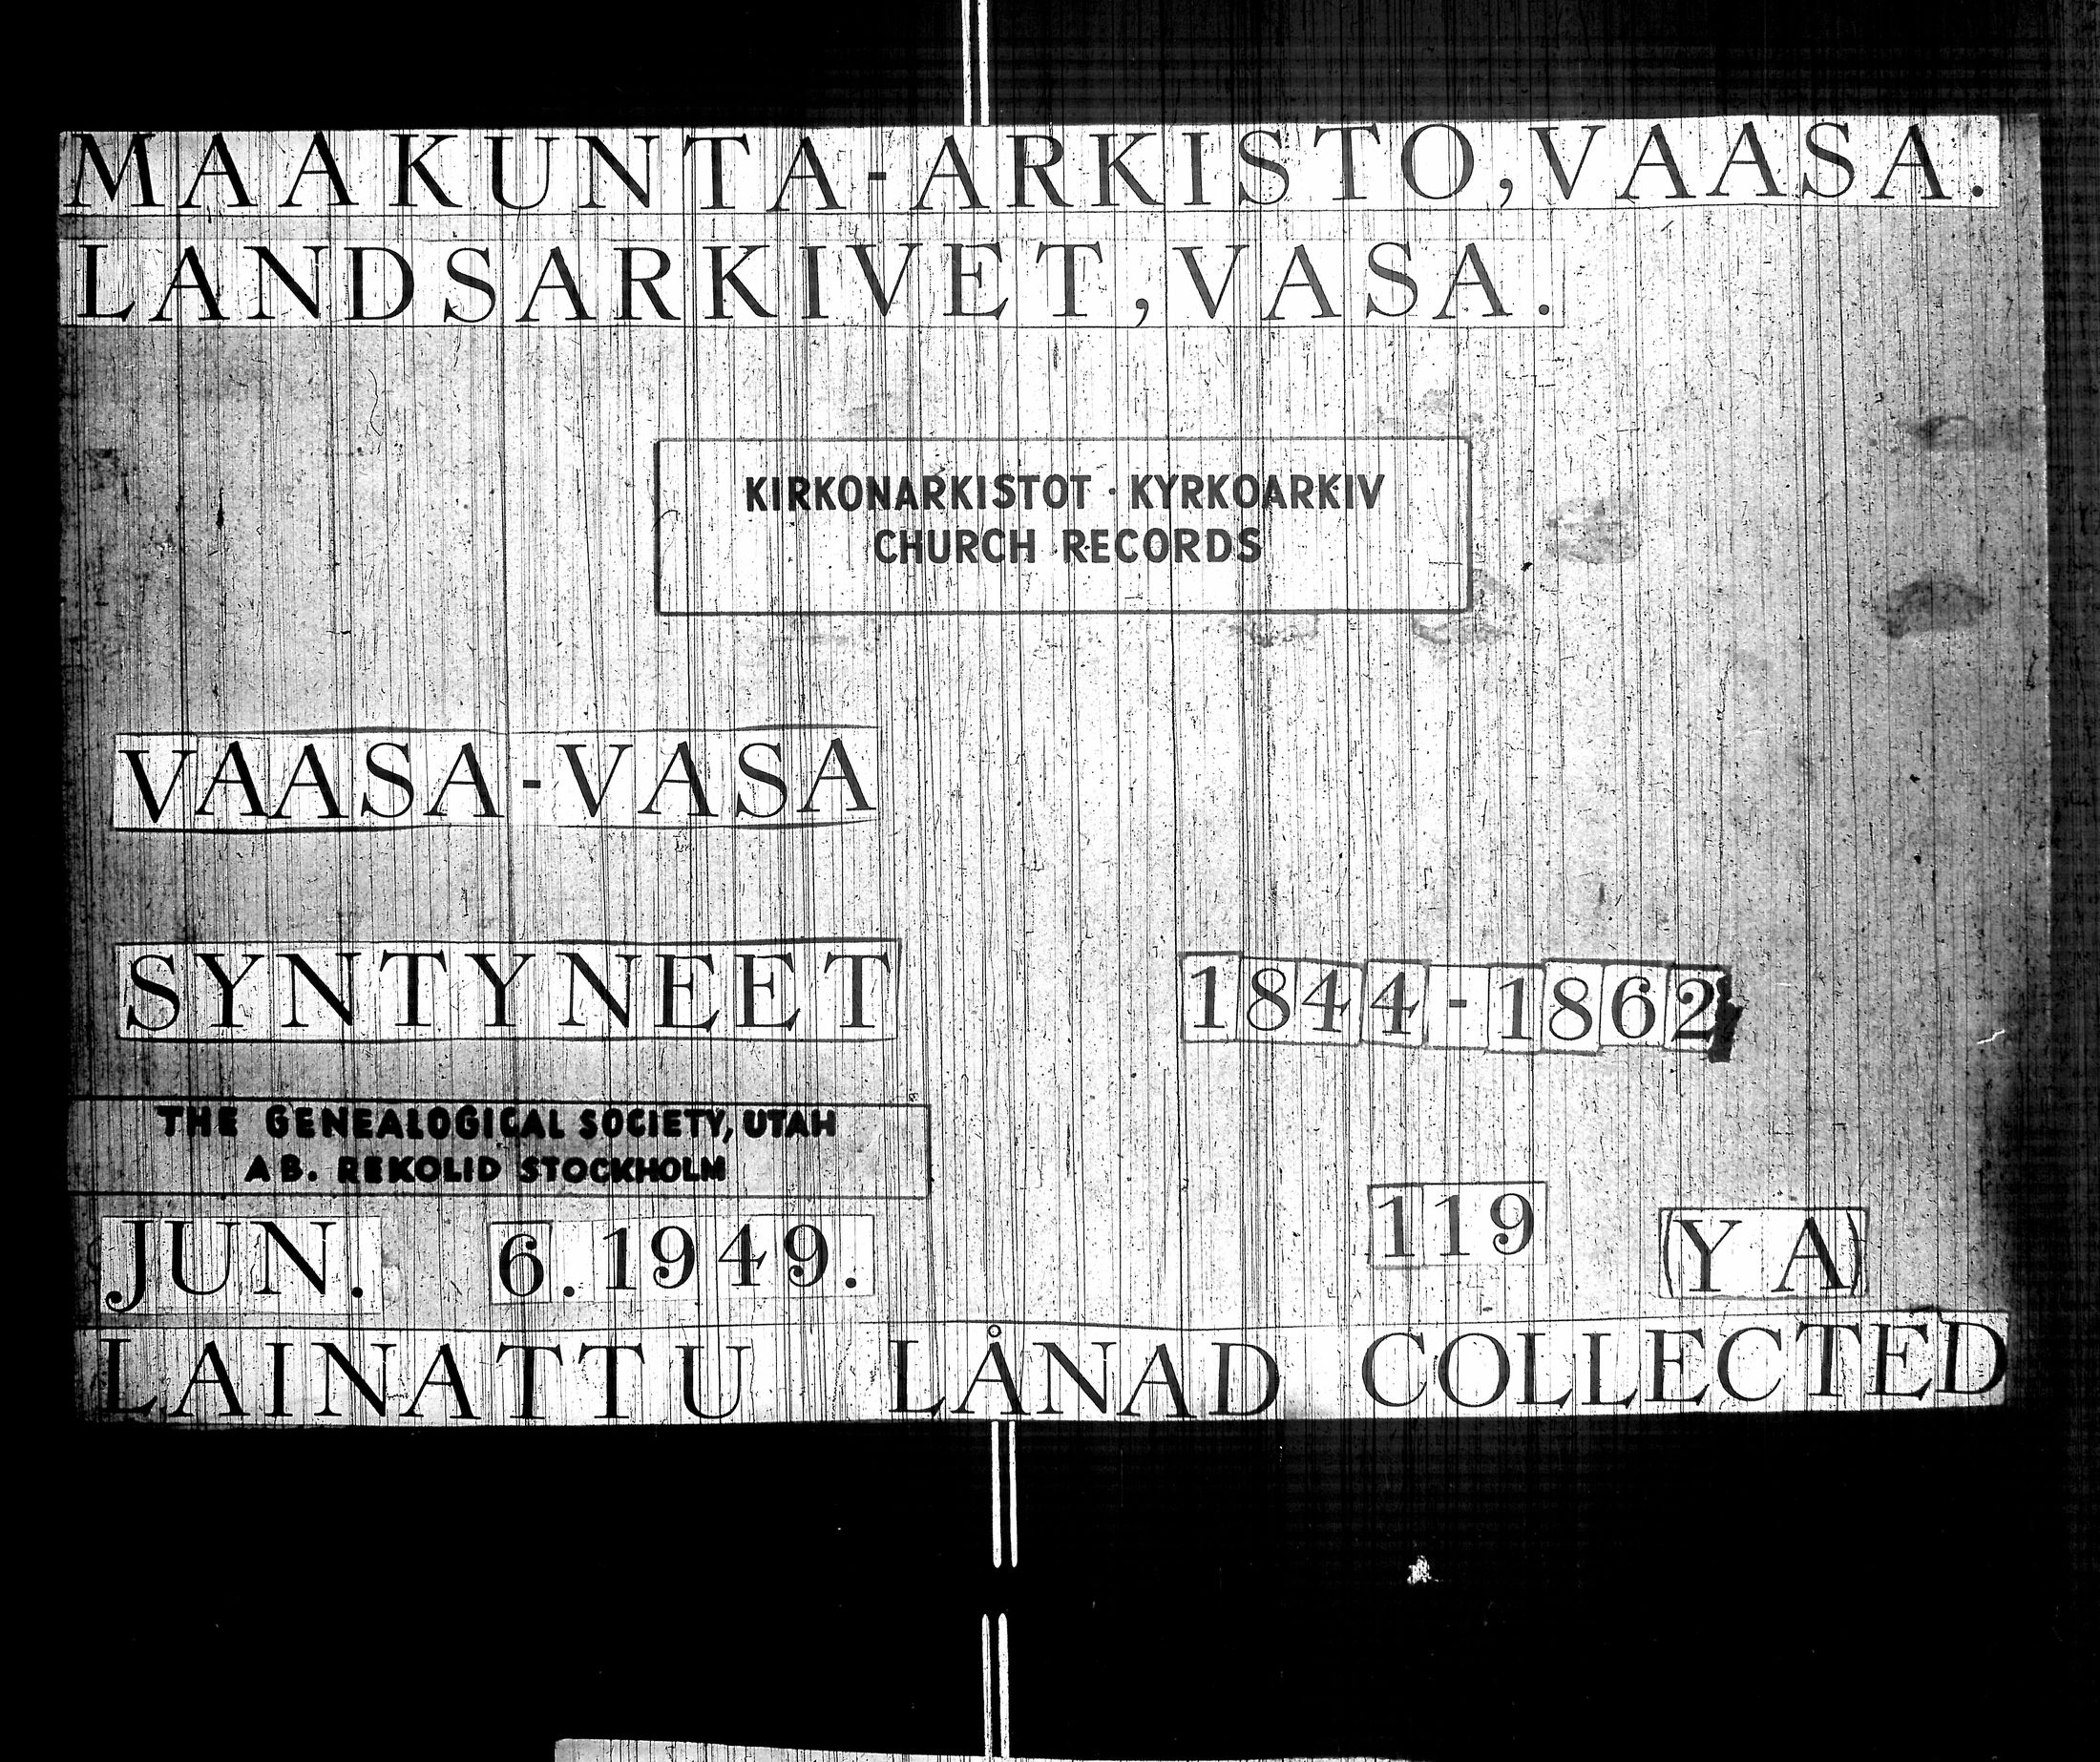 MAAKUNTA-ARKISTO, VAASA.
LANDSARKIVET, VASA.
KIRKONARKISTOT · KYRKOARKIV
CHURCH RECORDS
VAASA-VASA
SYNTYNEET 1844-1862
THE GENEALOGICAL SOCIETY, UTAH
AB. REKOLID STOCKHOLM
JUN. 6. 1949. 119 (YA)
LAINATTU LÅNAD COLLECTED